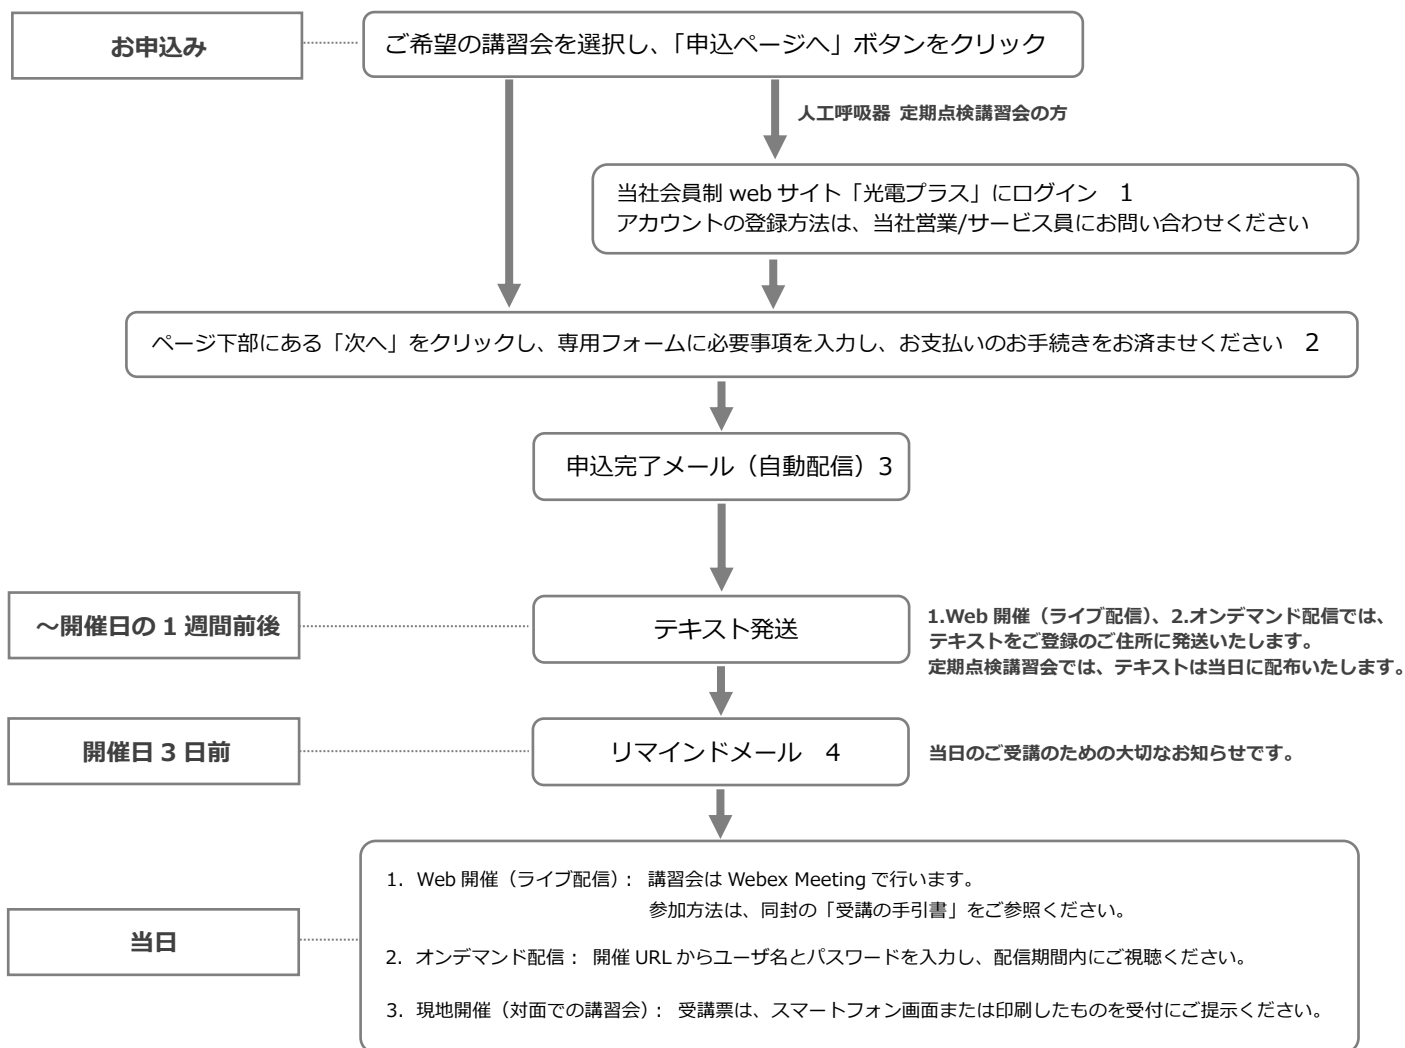 お申込み
ご希望の講習会を選択し、「申込ページへ」ボタンをクリック
人工呼吸器 定期点検講習会の方
当社会員制 web サイト「光電プラス」にログイン　1
アカウントの登録方法は、当社営業/サービス員にお問い合わせください
ページ下部にある「次へ」をクリックし、専用フォームに必要事項を入力し、お支払いのお手続きをお済ませください　2
申込完了メール（自動配信）3
～開催日の 1 週間前後
テキスト発送
1.Web 開催（ライブ配信）、2.オンデマンド配信では、
テキストをご登録のご住所に発送いたします。
定期点検講習会では、テキストは当日に配布いたします。
開催日 3 日前
リマインドメール　4
当日のご受講のための大切なお知らせです。
当日
1. Web 開催（ライブ配信）： 講習会は Webex Meeting で行います。
参加方法は、同封の「受講の手引書」をご参照ください。
2. オンデマンド配信： 開催 URL からユーザ名とパスワードを入力し、配信期間内にご視聴ください。
3. 現地開催（対面での講習会）： 受講票は、スマートフォン画面または印刷したものを受付にご提示ください。